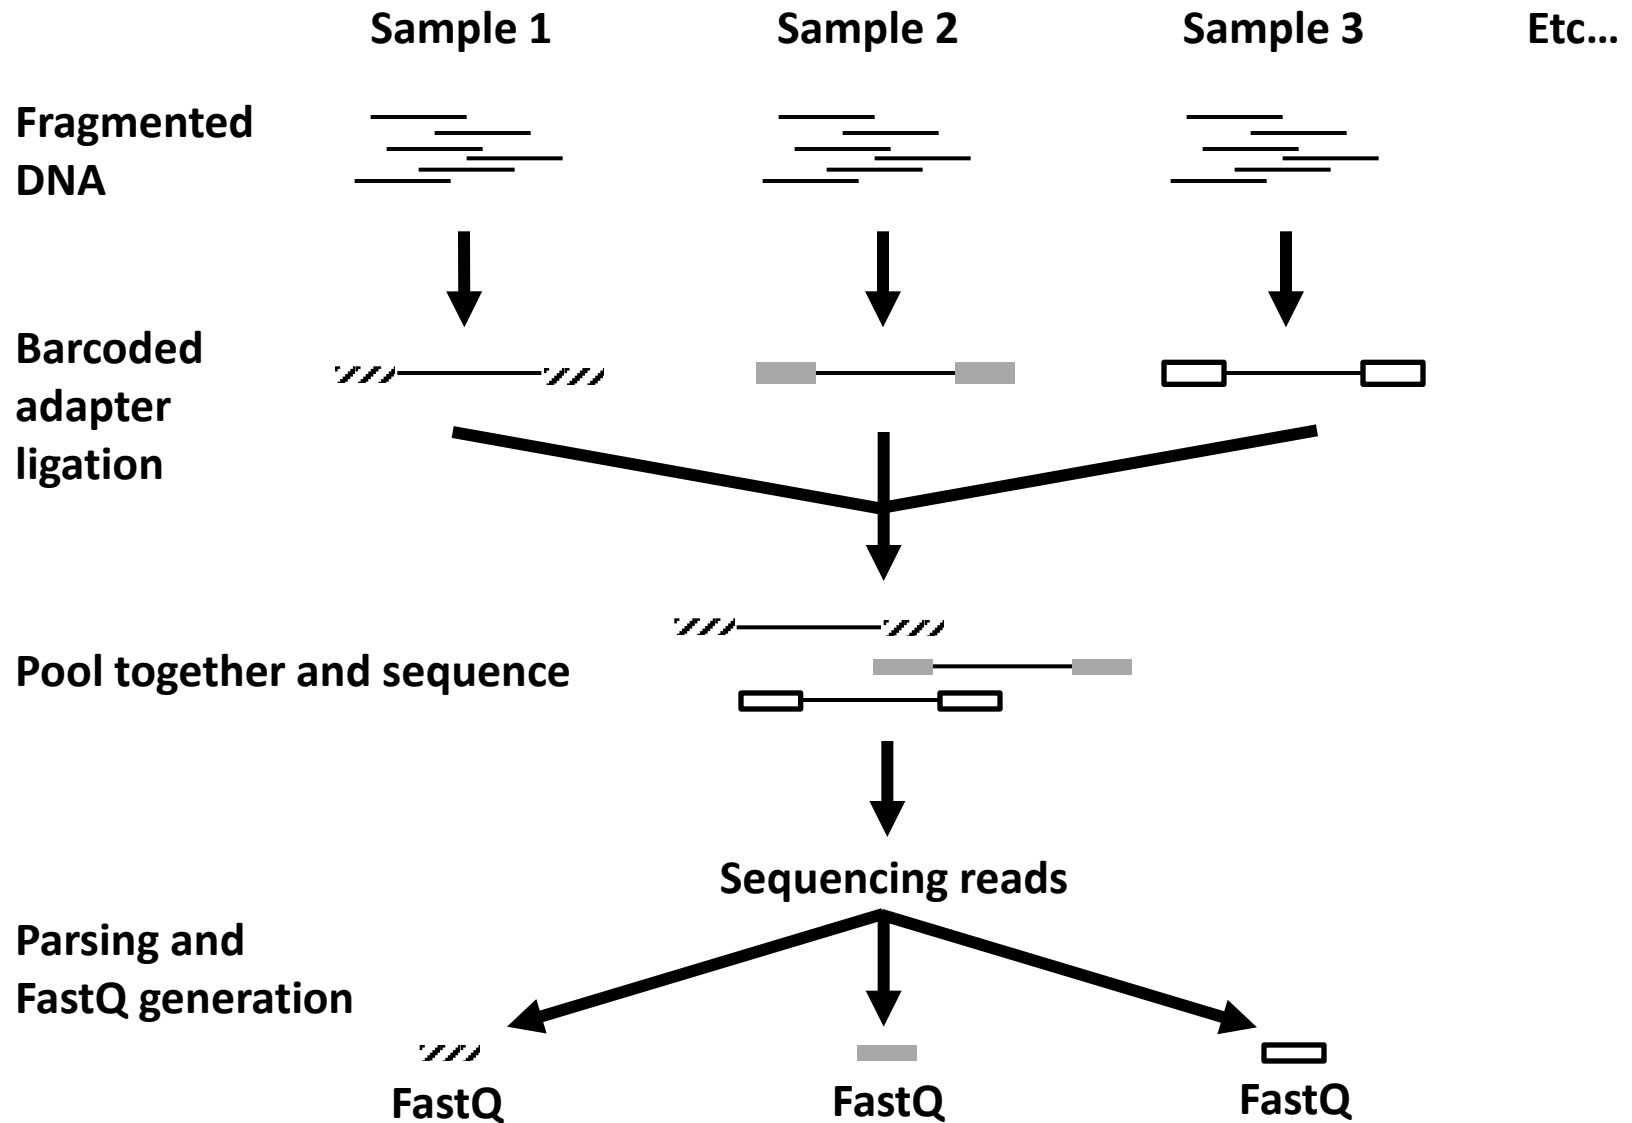 Sample 1
Sample 2
Sample 3
Etc…
Fragmented
DNA
Barcoded
adapter
ligation
Pool together and sequence
Sequencing reads
Parsing and
FastQ generation
FastQ
FastQ
FastQ